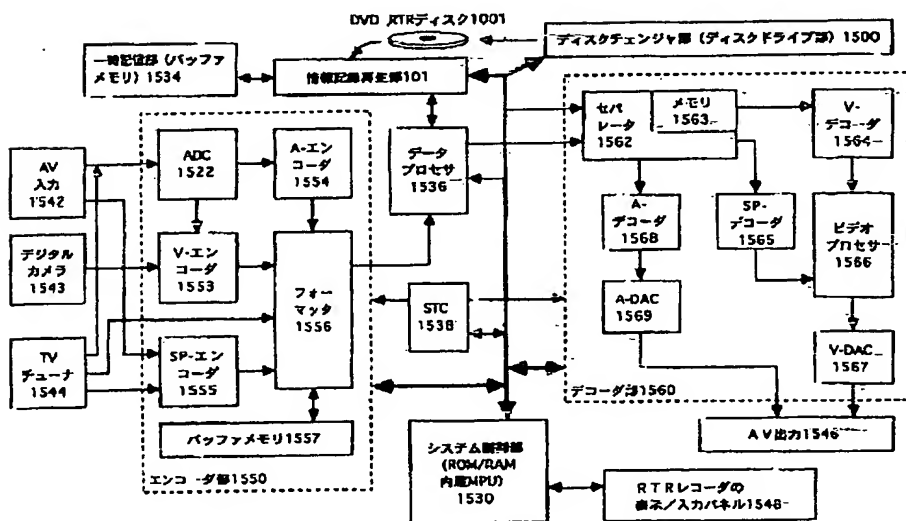 DVD RTRディスク1001
ディスクチェンジャ部(ディスクドライブ部)1500
一時記憶部(バッファ
メモリ)1534
情報記録再生部101
AV
入力
1542
デジタル
カメラ
1543
TV
チューナ
1544
ADC
1522
A-エン
コーダ
1554
V-エン
コーダ
1553
フォー
マッタ
1556
SP-エン
コーダ
1555
バッファメモリ1557
エンコーダ部1550
データ
プロセサ
1536
STC
1538
システム制御部
(ROM/RAM
内蔵MPU)
1530
RTRレコーダの
表示/入力パネル1548
セパ
レータ
1562
メモリ
1563
V-
デコーダ
1564
A-
デコーダ
1568
SP-
デコーダ
1565
ビデオ
プロセサ
1566
A-DAC
1569
V-DAC
1567
デコーダ部1560
AV出力1546